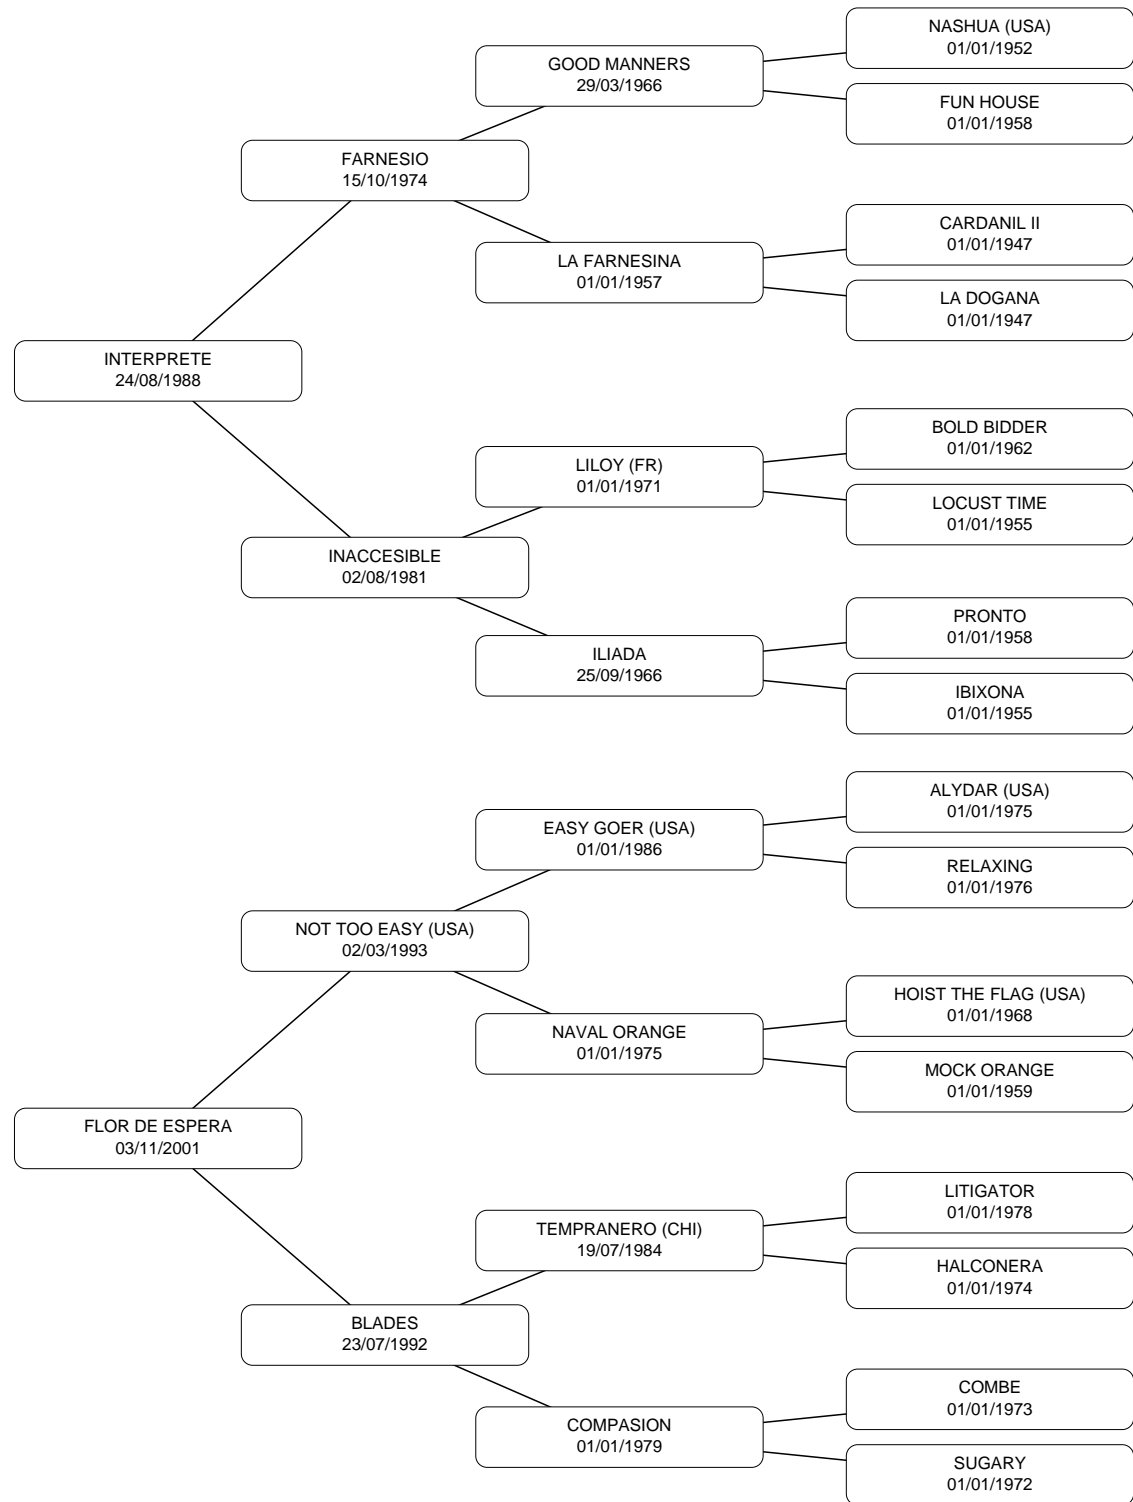 NASHUA (USA)
01/01/1952
GOOD MANNERS
29/03/1966
FUN HOUSE
01/01/1958
FARNESIO
15/10/1974
CARDANIL II
01/01/1947
LA FARNESINA
01/01/1957
LA DOGANA
01/01/1947
INTERPRETE
24/08/1988
BOLD BIDDER
01/01/1962
LILOY (FR)
01/01/1971
LOCUST TIME
01/01/1955
INACCESIBLE
02/08/1981
PRONTO
01/01/1958
ILIADA
25/09/1966
IBIXONA
01/01/1955
ALYDAR (USA)
01/01/1975
EASY GOER (USA)
01/01/1986
RELAXING
01/01/1976
NOT TOO EASY (USA)
02/03/1993
HOIST THE FLAG (USA)
01/01/1968
NAVAL ORANGE
01/01/1975
MOCK ORANGE
01/01/1959
FLOR DE ESPERA
03/11/2001
LITIGATOR
01/01/1978
TEMPRANERO (CHI)
19/07/1984
HALCONERA
01/01/1974
BLADES
23/07/1992
COMBE
01/01/1973
COMPASION
01/01/1979
SUGARY
01/01/1972